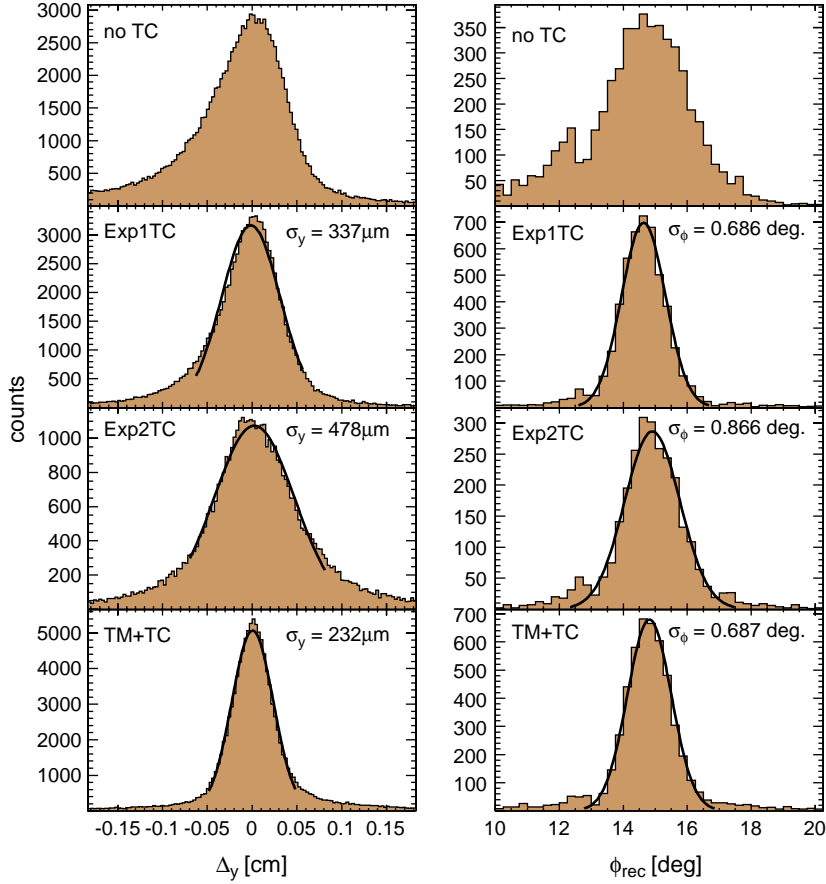 counts
no TC
3000
2500
2000
1500
1000
500
Exp1TC
σy = 337μm
3000
2500
2000
1500
1000
500
Exp2TC
σy = 478μm
1000
800
600
400
200
TM+TC
σy = 232μm
5000
4000
3000
2000
1000
-0.15 -0.1 -0.05 0 0.05 0.1 0.15
Δy [cm]
no TC
350
300
250
200
150
100
50
Exp1TC
σϕ = 0.686 deg.
700
600
500
400
300
200
100
Exp2TC
σϕ = 0.866 deg.
300
250
200
150
100
50
TM+TC
σϕ = 0.687 deg.
700
600
500
400
300
200
100
10 12 14 16 18 20
ϕrec [deg]